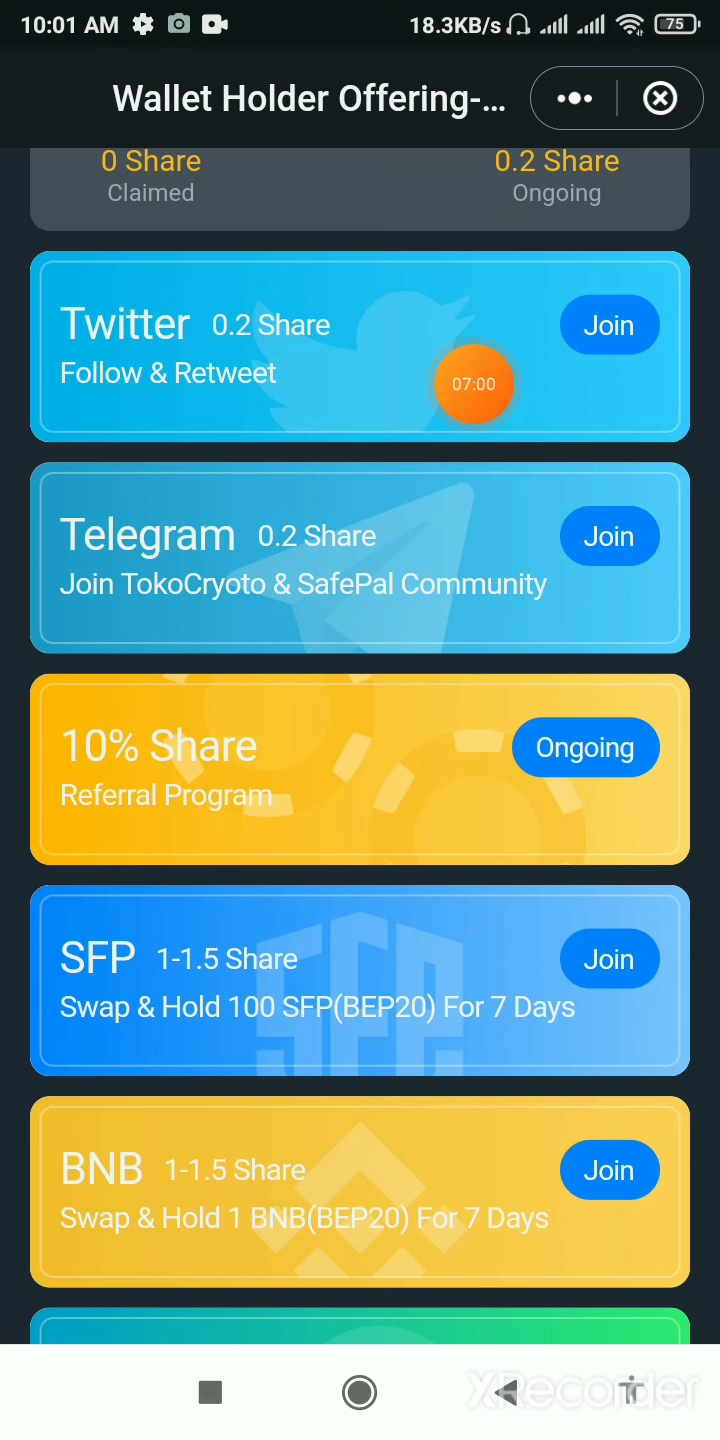 10:01 AM 18.3KB/s 75
Wallet Holder Offering-...
0 Share 0.2 Share
Claimed Ongoing
Twitter 0.2 Share Join
Follow & Retweet
07:00
Telegram 0.2 Share Join
Join TokoCryoto & SafePal Community
10% Share Ongoing
Referral Program
SFP 1-1.5 Share Join
Swap & Hold 100 SFP(BEP20) For 7 Days
BNB 1-1.5 Share Join
Swap & Hold 1 BNB(BEP20) For 7 Days
XRecorder